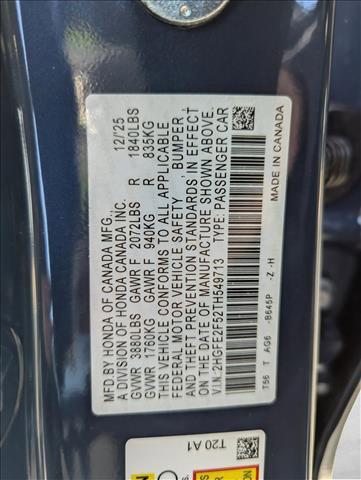 MFD.BY HONDA OF CANADA MFG., 12/25
A DIVISION OF HONDA CANADA INC.
GVWR 3880LBS GAWR F 2072LBS R 1840LBS
GVWR 1760KG GAWR F 940KG R 835KG
THIS VEHICLE CONFORMS TO ALL APPLICABLE
FEDERAL MOTOR VEHICLE SAFETY, BUMPER,
AND THEFT PREVENTION STANDARDS IN EFFECT
ON THE DATE OF MANUFACTURE SHOWN ABOVE.
V.I.N.:2HGFE2F52TH549713 TYPE: PASSENGER CAR
MADE IN CANADA
T56 T AG6 -B645P -Z -H
T20 A1